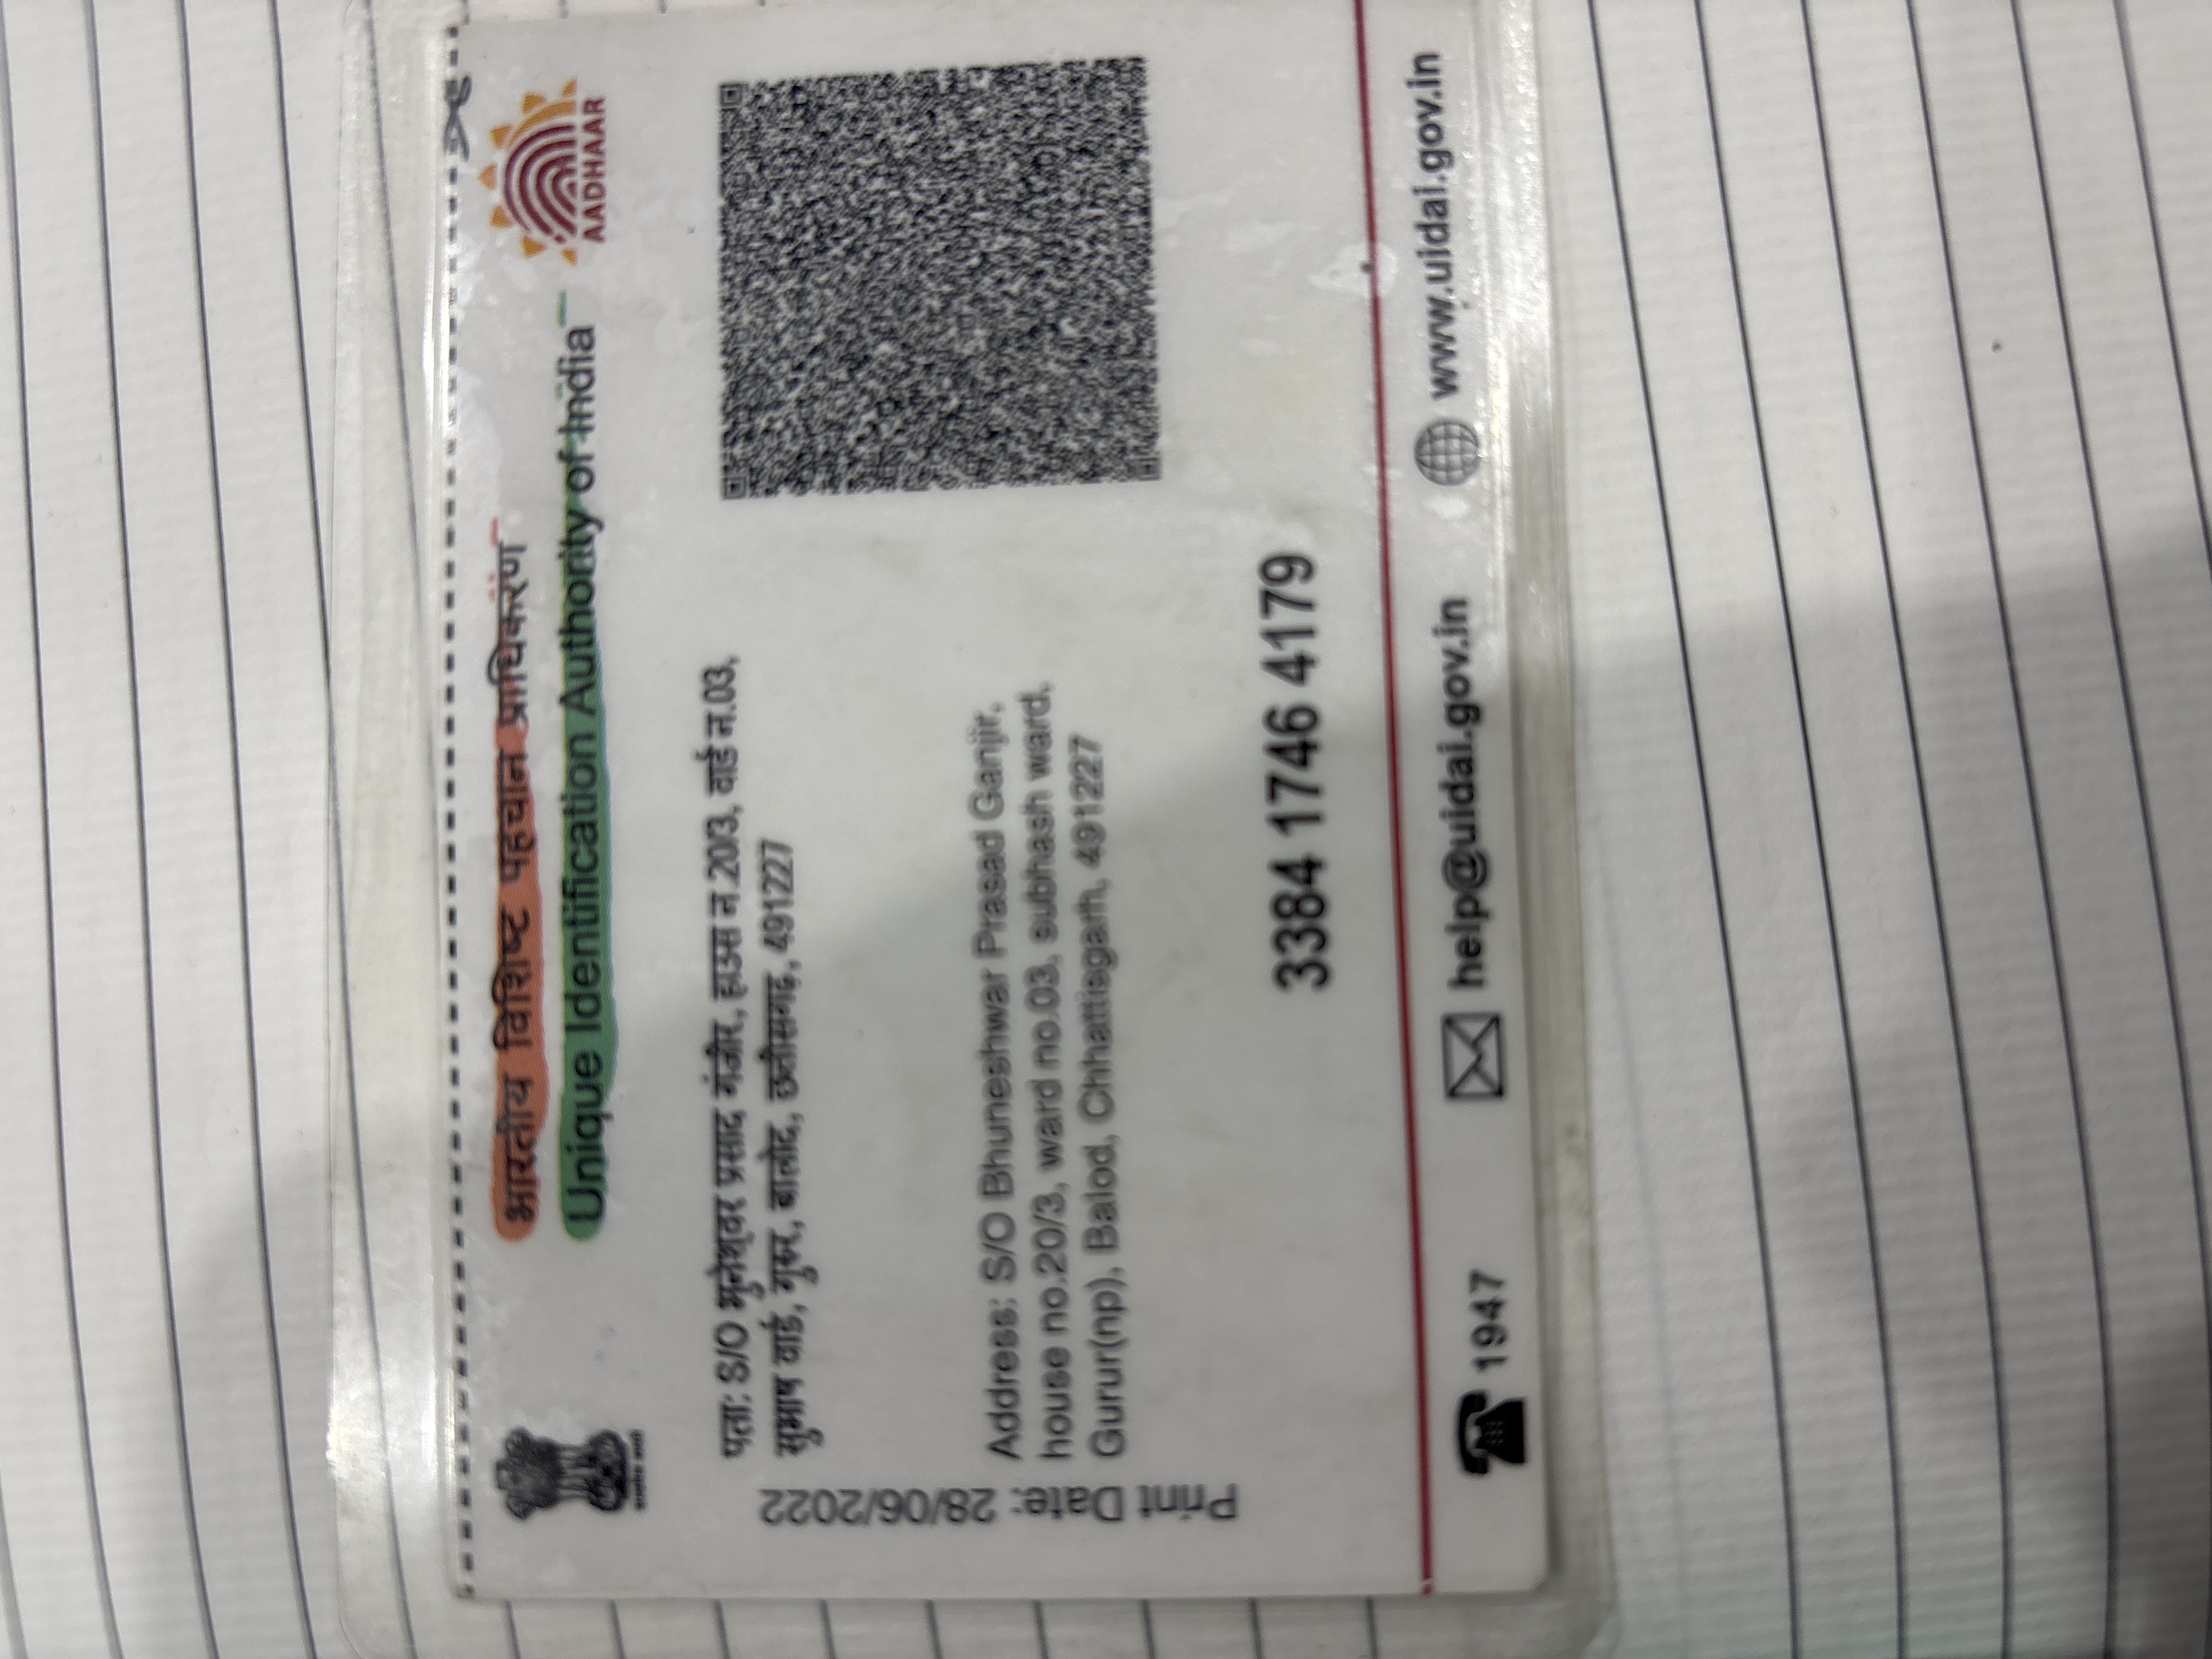 भारतीय विशिष्ट पहचान प्राधिकरण
Unique Identification Authority of India
AADHAAR
पता: S/O भुनेश्वर प्रसाद गंजीर, हाउस न.20/3, वार्ड न.03,
सुभाष वार्ड, गुरुर, बालोद, छत्तीसगढ़, 491227
Address: S/O Bhuneshwar Prasad Ganjir,
house no.20/3, ward no.03, subhash ward,
Gurur(np), Balod, Chhattisgarh, 491227
Print Date: 28/06/2022
3384 1746 4179
1947
help@uidai.gov.in
www.uidai.gov.in